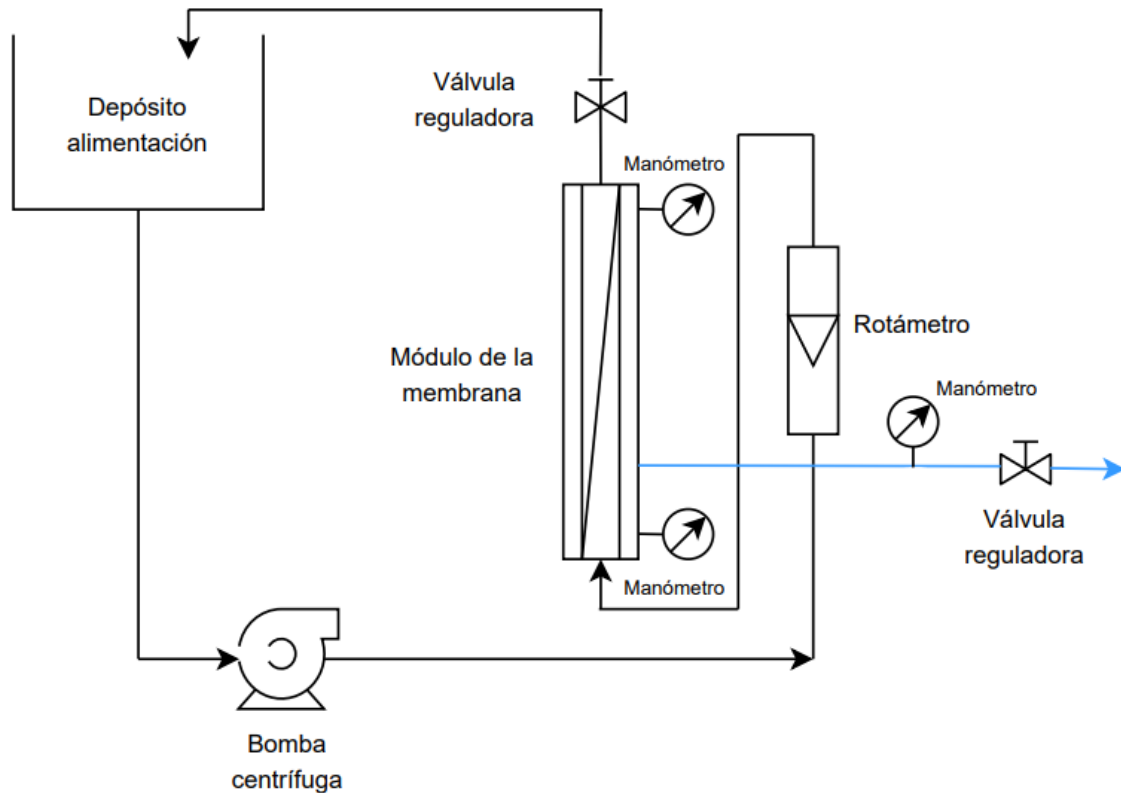 Depósito
alimentación
Válvula
reguladora
Manómetro
Rotámetro
Módulo de la
membrana
Manómetro
Válvula
reguladora
Manómetro
Bomba
centrífuga